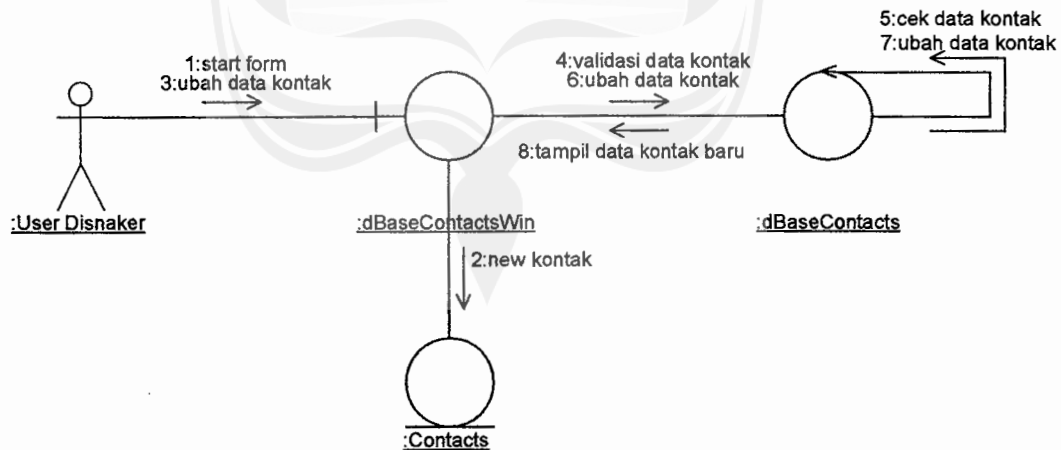 5:cek data kontak
7:ubah data kontak
1:start form
3:ubah data kontak
4:validasi data kontak
6:ubah data kontak
8:tampil data kontak baru
:User Disnaker
:dBaseContactsWin
:dBaseContacts
2:new kontak
:Contacts